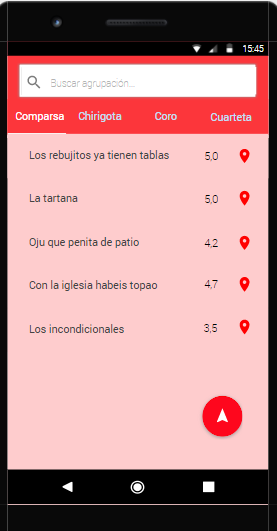 15:45
Buscar agrupación...
Comparsa Chirigota Coro Cuarteta
Los rebujitos ya tienen tablas 5,0
La tartana 5,0
Oju que penita de patio 4,2
Con la iglesia habeis topao 4,7
Los incondicionales 3,5